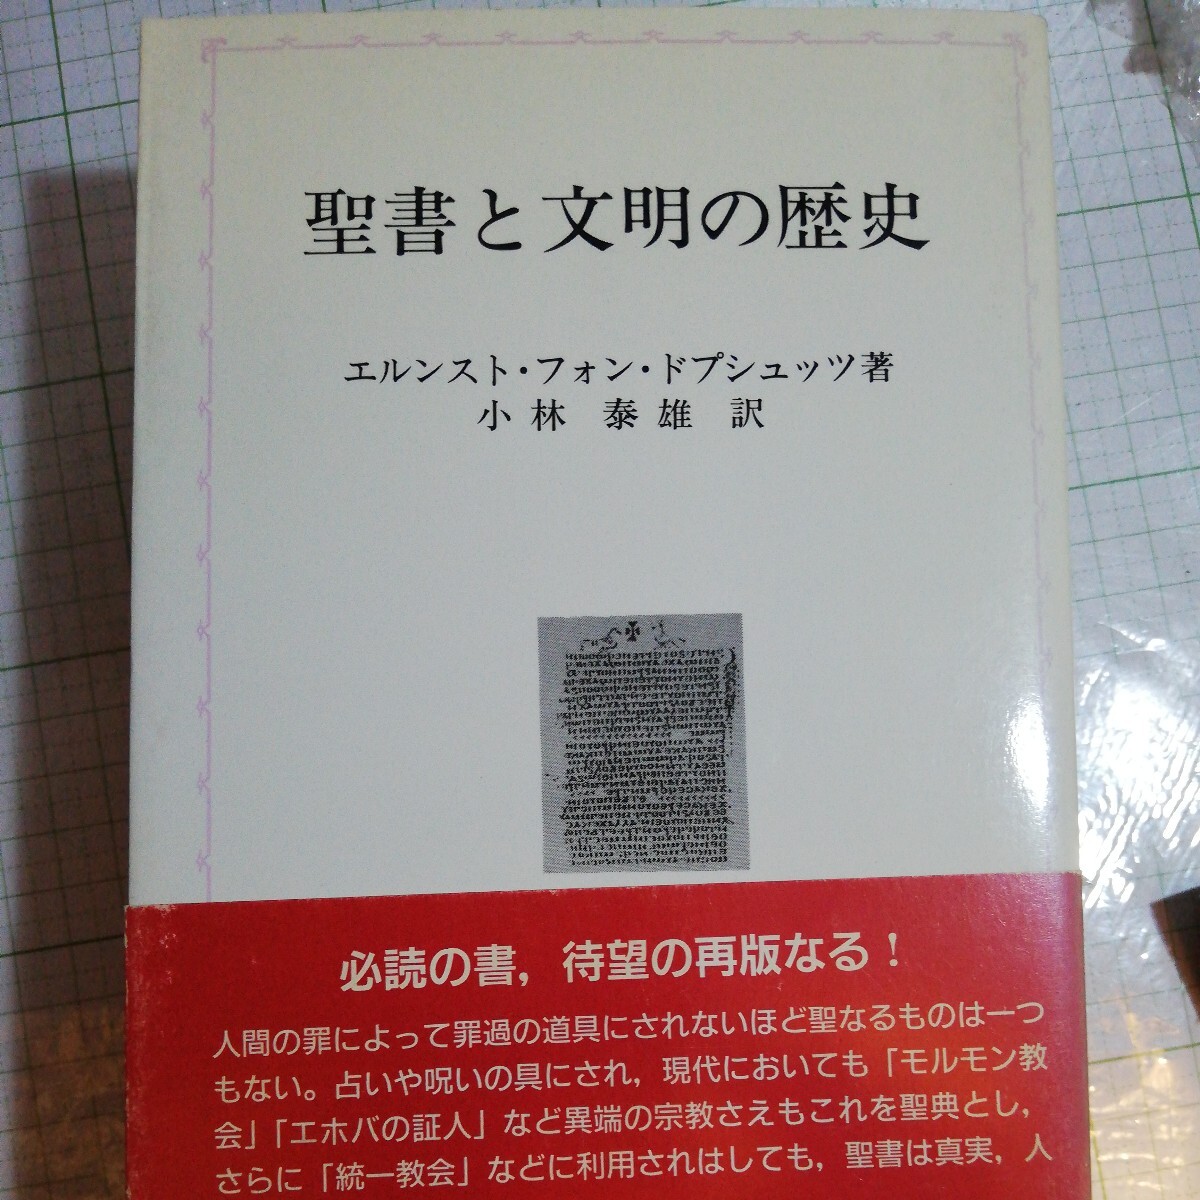 聖書と文明の歴史
エルンスト・フォン・ドプシュッツ著
小林 泰雄 訳
必読の書，待望の再版なる！
人間の罪によって罪過の道具にされないほど聖なるものは一つ
もない。占いや呪いの具にされ，現代においても「モルモン教
会」「エホバの証人」など異端の宗教さえもこれを聖典とし，
さらに「統一教会」などに利用されはしても，聖書は真実，人